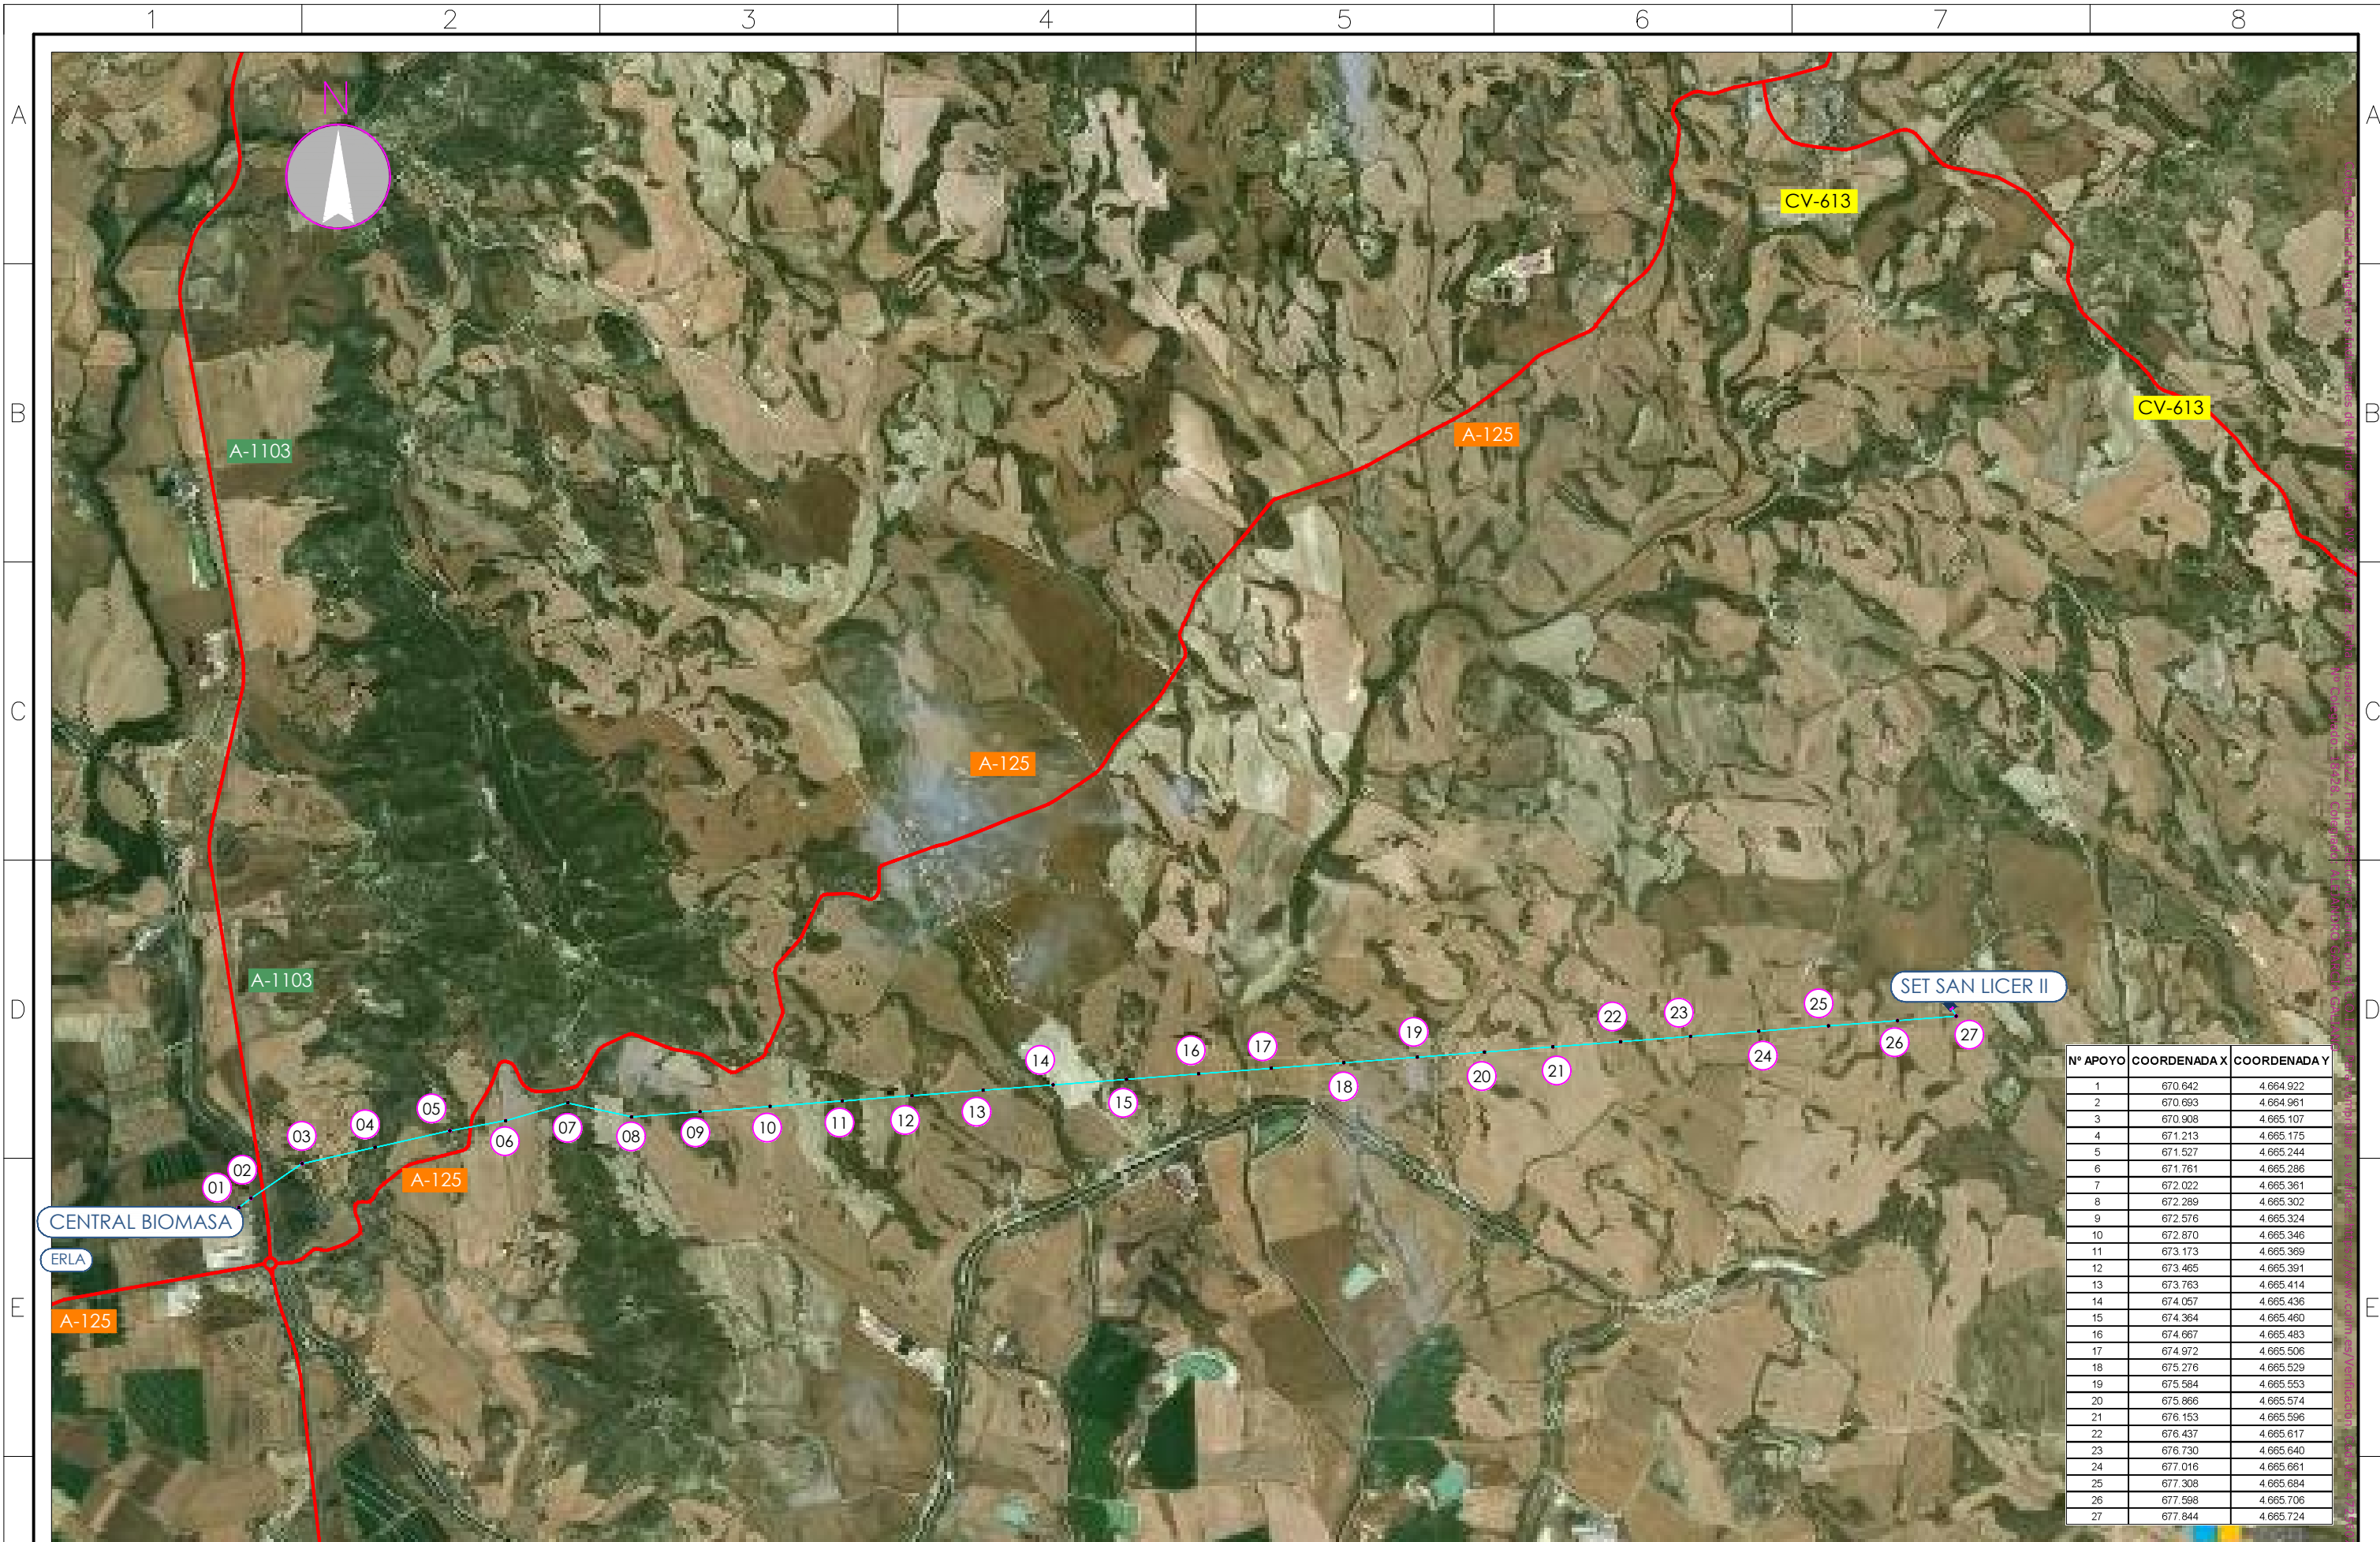 1 2 3 4 5 6 7 8
A A
N
CV-613
B B
CV-613
A-125
A-1103
C C
A-125
A-1103
D D
SET SAN LICER II
25
23
22
27
26
24
19
17
16
14
21
20
18
15
13
12
11
10
09
08
07
06
05
04
03
02
01
A-125
CENTRAL BIOMASA
ERLA
E E
A-125
Nº APOYO COORDENADA X COORDENADA Y
1 670.642 4.664.922
2 670.693 4.664.961
3 670.908 4.665.107
4 671.213 4.665.175
5 671.527 4.665.244
6 671.761 4.665.286
7 672.022 4.665.361
8 672.289 4.665.302
9 672.576 4.665.324
10 672.870 4.665.346
11 673.173 4.665.369
12 673.465 4.665.391
13 673.763 4.665.414
14 674.057 4.665.436
15 674.364 4.665.460
16 674.667 4.665.483
17 674.972 4.665.506
18 675.276 4.665.529
19 675.584 4.665.553
20 675.866 4.665.574
21 676.153 4.665.596
22 676.437 4.665.617
23 676.730 4.665.640
24 677.016 4.665.661
25 677.308 4.665.684
26 677.598 4.665.706
27 677.844 4.665.724